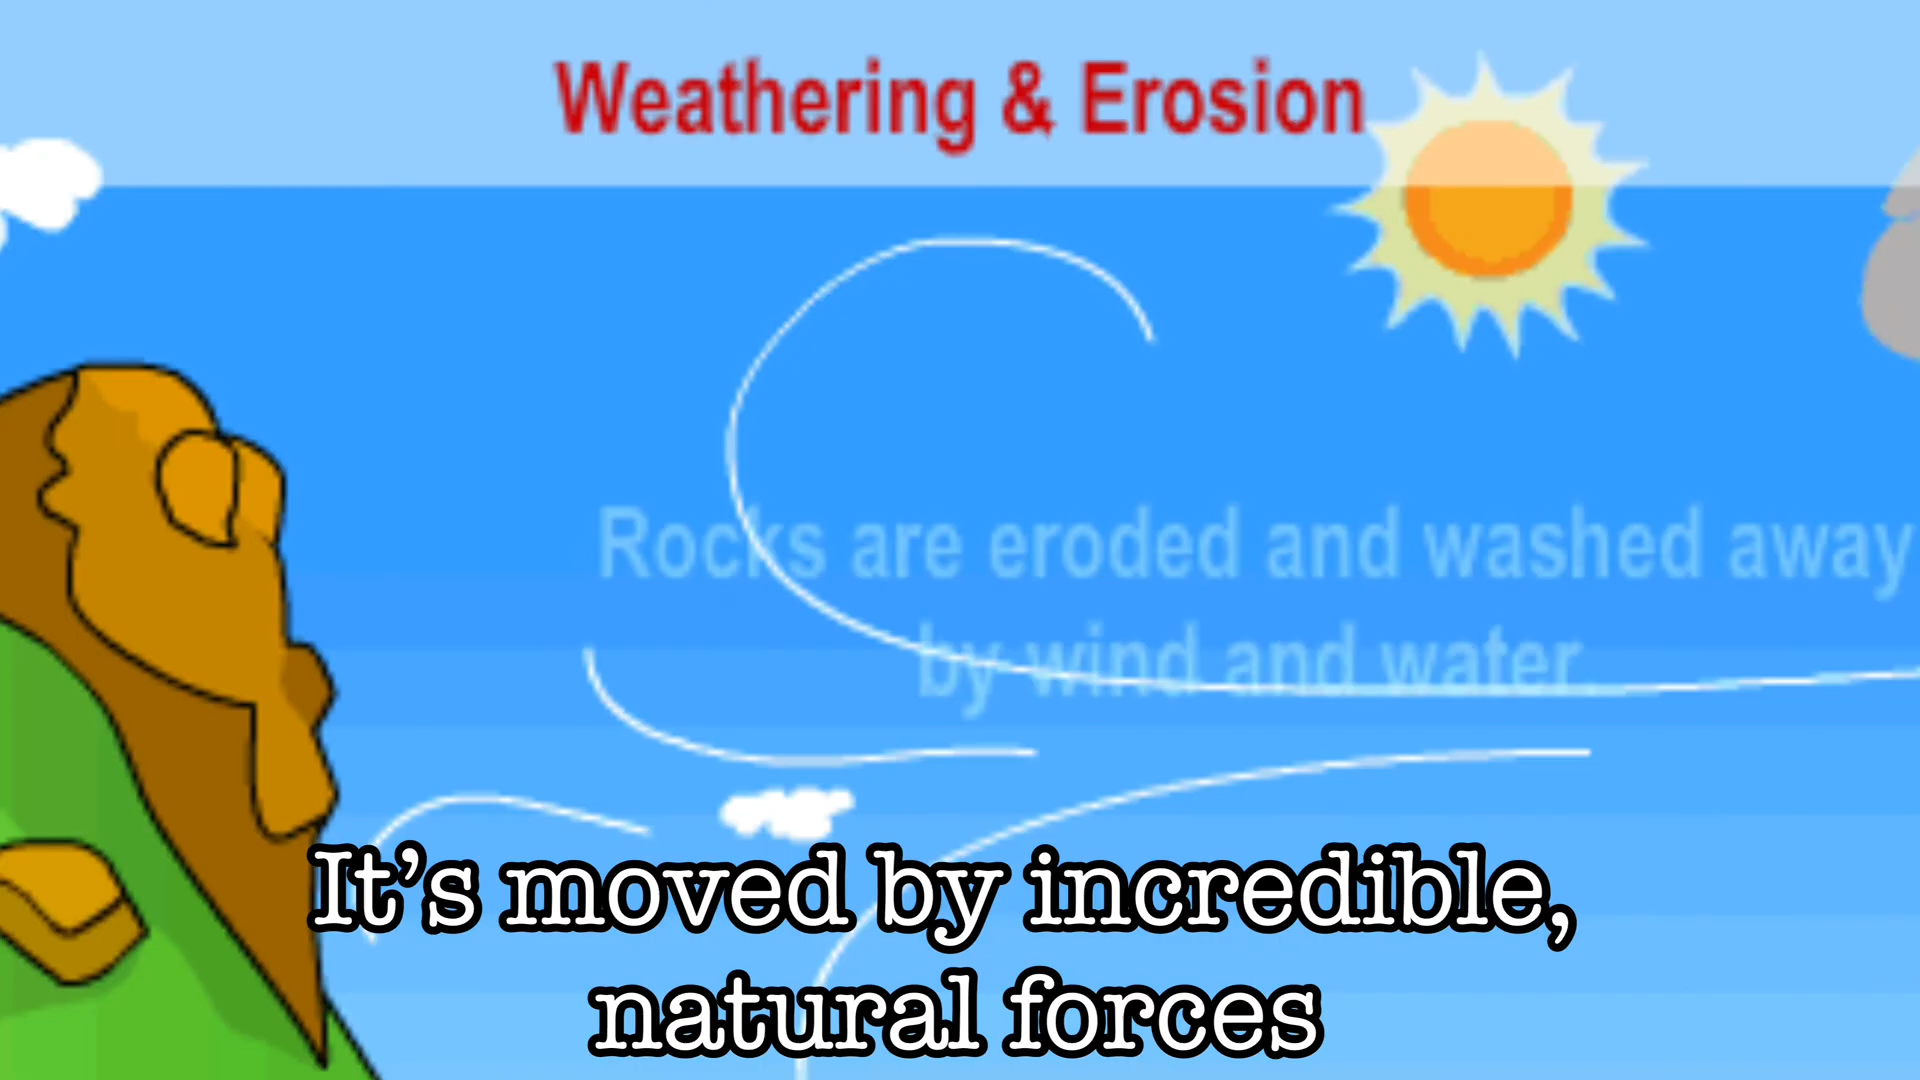 Weathering & Erosion
Rocks are eroded and washed away
by wind and water.
It’s moved by incredible,
natural forces